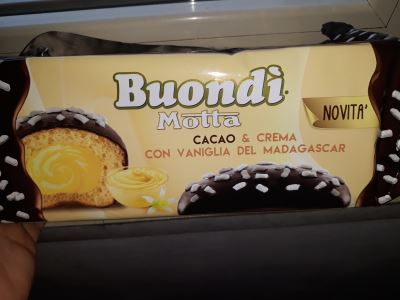 Buondì
Motta
NOVITA'
CACAO & CREMA
CON VANIGLIA DEL MADAGASCAR